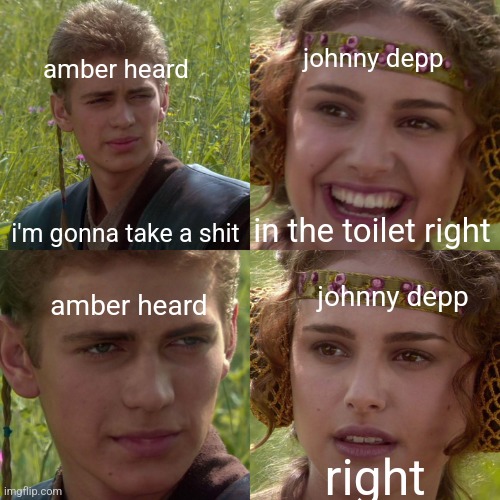 amber heard
i'm gonna take a shit
johnny depp
in the toilet right
amber heard
johnny depp
right
imgflip.com